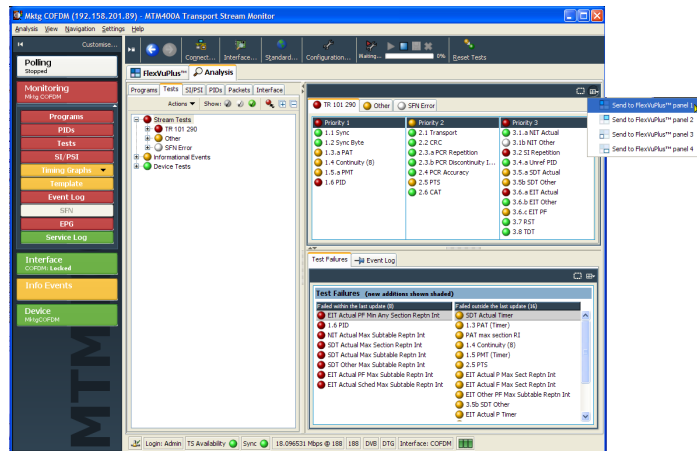 Mktg COFDM (192.158.201.89) - MTM400A Transport Stream Monitor
Analysis View Navigation Settings Help
Customise...
Connect... Interface... Standard... Configuration... Waiting... 0% Reset Tests
Polling
Stopped
Monitoring
Mktg COFDM
Programs
PIDs
Tests
SI/PSI
Timing Graphs
Template
Event Log
SFN
EPG
Service Log
Interface
COFDM: Locked
Info Events
Device
MktgCOFDM
MTM
FlexVuPlus™ Analysis
Programs Tests SI/PSI PIDs Packets Interface
Actions Show:
Stream Tests
TR 101 290
Other
SFN Error
Informational Events
Device Tests
TR 101 290 Other SFN Error
Priority 1
1.1 Sync
1.2 Sync Byte
1.3.a PAT
1.4 Continuity (8)
1.5.a PMT
1.6 PID
Priority 2
2.1 Transport
2.2 CRC
2.3.a PCR Repetition
2.3.b PCR Discontinuity I...
2.4 PCR Accuracy
2.5 PTS
2.6 CAT
Priority 3
3.1.a NIT Actual
3.1b NIT Other
3.2 SI Repetition
3.4.a Unref PID
3.5.a SDT Actual
3.5b SDT Other
3.6.a EIT Actual
3.6.b EIT Other
3.6.c EIT PF
3.7 RST
3.8 TDT
Send to FlexVuPlus™ panel 1
Send to FlexVuPlus™ panel 2
Send to FlexVuPlus™ panel 3
Send to FlexVuPlus™ panel 4
Test Failures Event Log
Test Failures (new additions shown shaded)
Failed within the last update (8)
EIT Actual PF Min Any Section Reptn Int
1.6 PID
NIT Actual Max Subtable Reptn Int
SDT Actual Max Section Reptn Int
SDT Actual Max Subtable Reptn Int
SDT Other Max Subtable Reptn Int
EIT Actual PF Max Subtable Reptn Int
EIT Actual Sched Max Subtable Reptn Int
Failed outside the last update (16)
SDT Actual Timer
1.3 PAT (Timer)
PAT max section RI
1.4 Continuity (8)
1.5 PMT (Timer)
2.5 PTS
EIT Actual P Max Sect Reptn Int
EIT Actual F Max Sect Reptn Int
EIT Other PF Max Subtable Reptn Int
3.5b SDT Other
EIT Actual P Timer
Login: Admin TS Availability Sync 18.096531 Mbps @ 188 188 DVB DTG Interface: COFDM